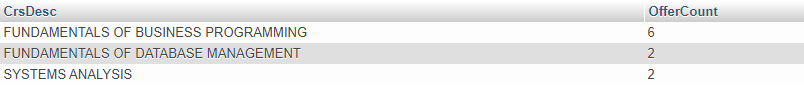 CrsDesc OfferCount
FUNDAMENTALS OF BUSINESS PROGRAMMING 6
FUNDAMENTALS OF DATABASE MANAGEMENT 2
SYSTEMS ANALYSIS 2